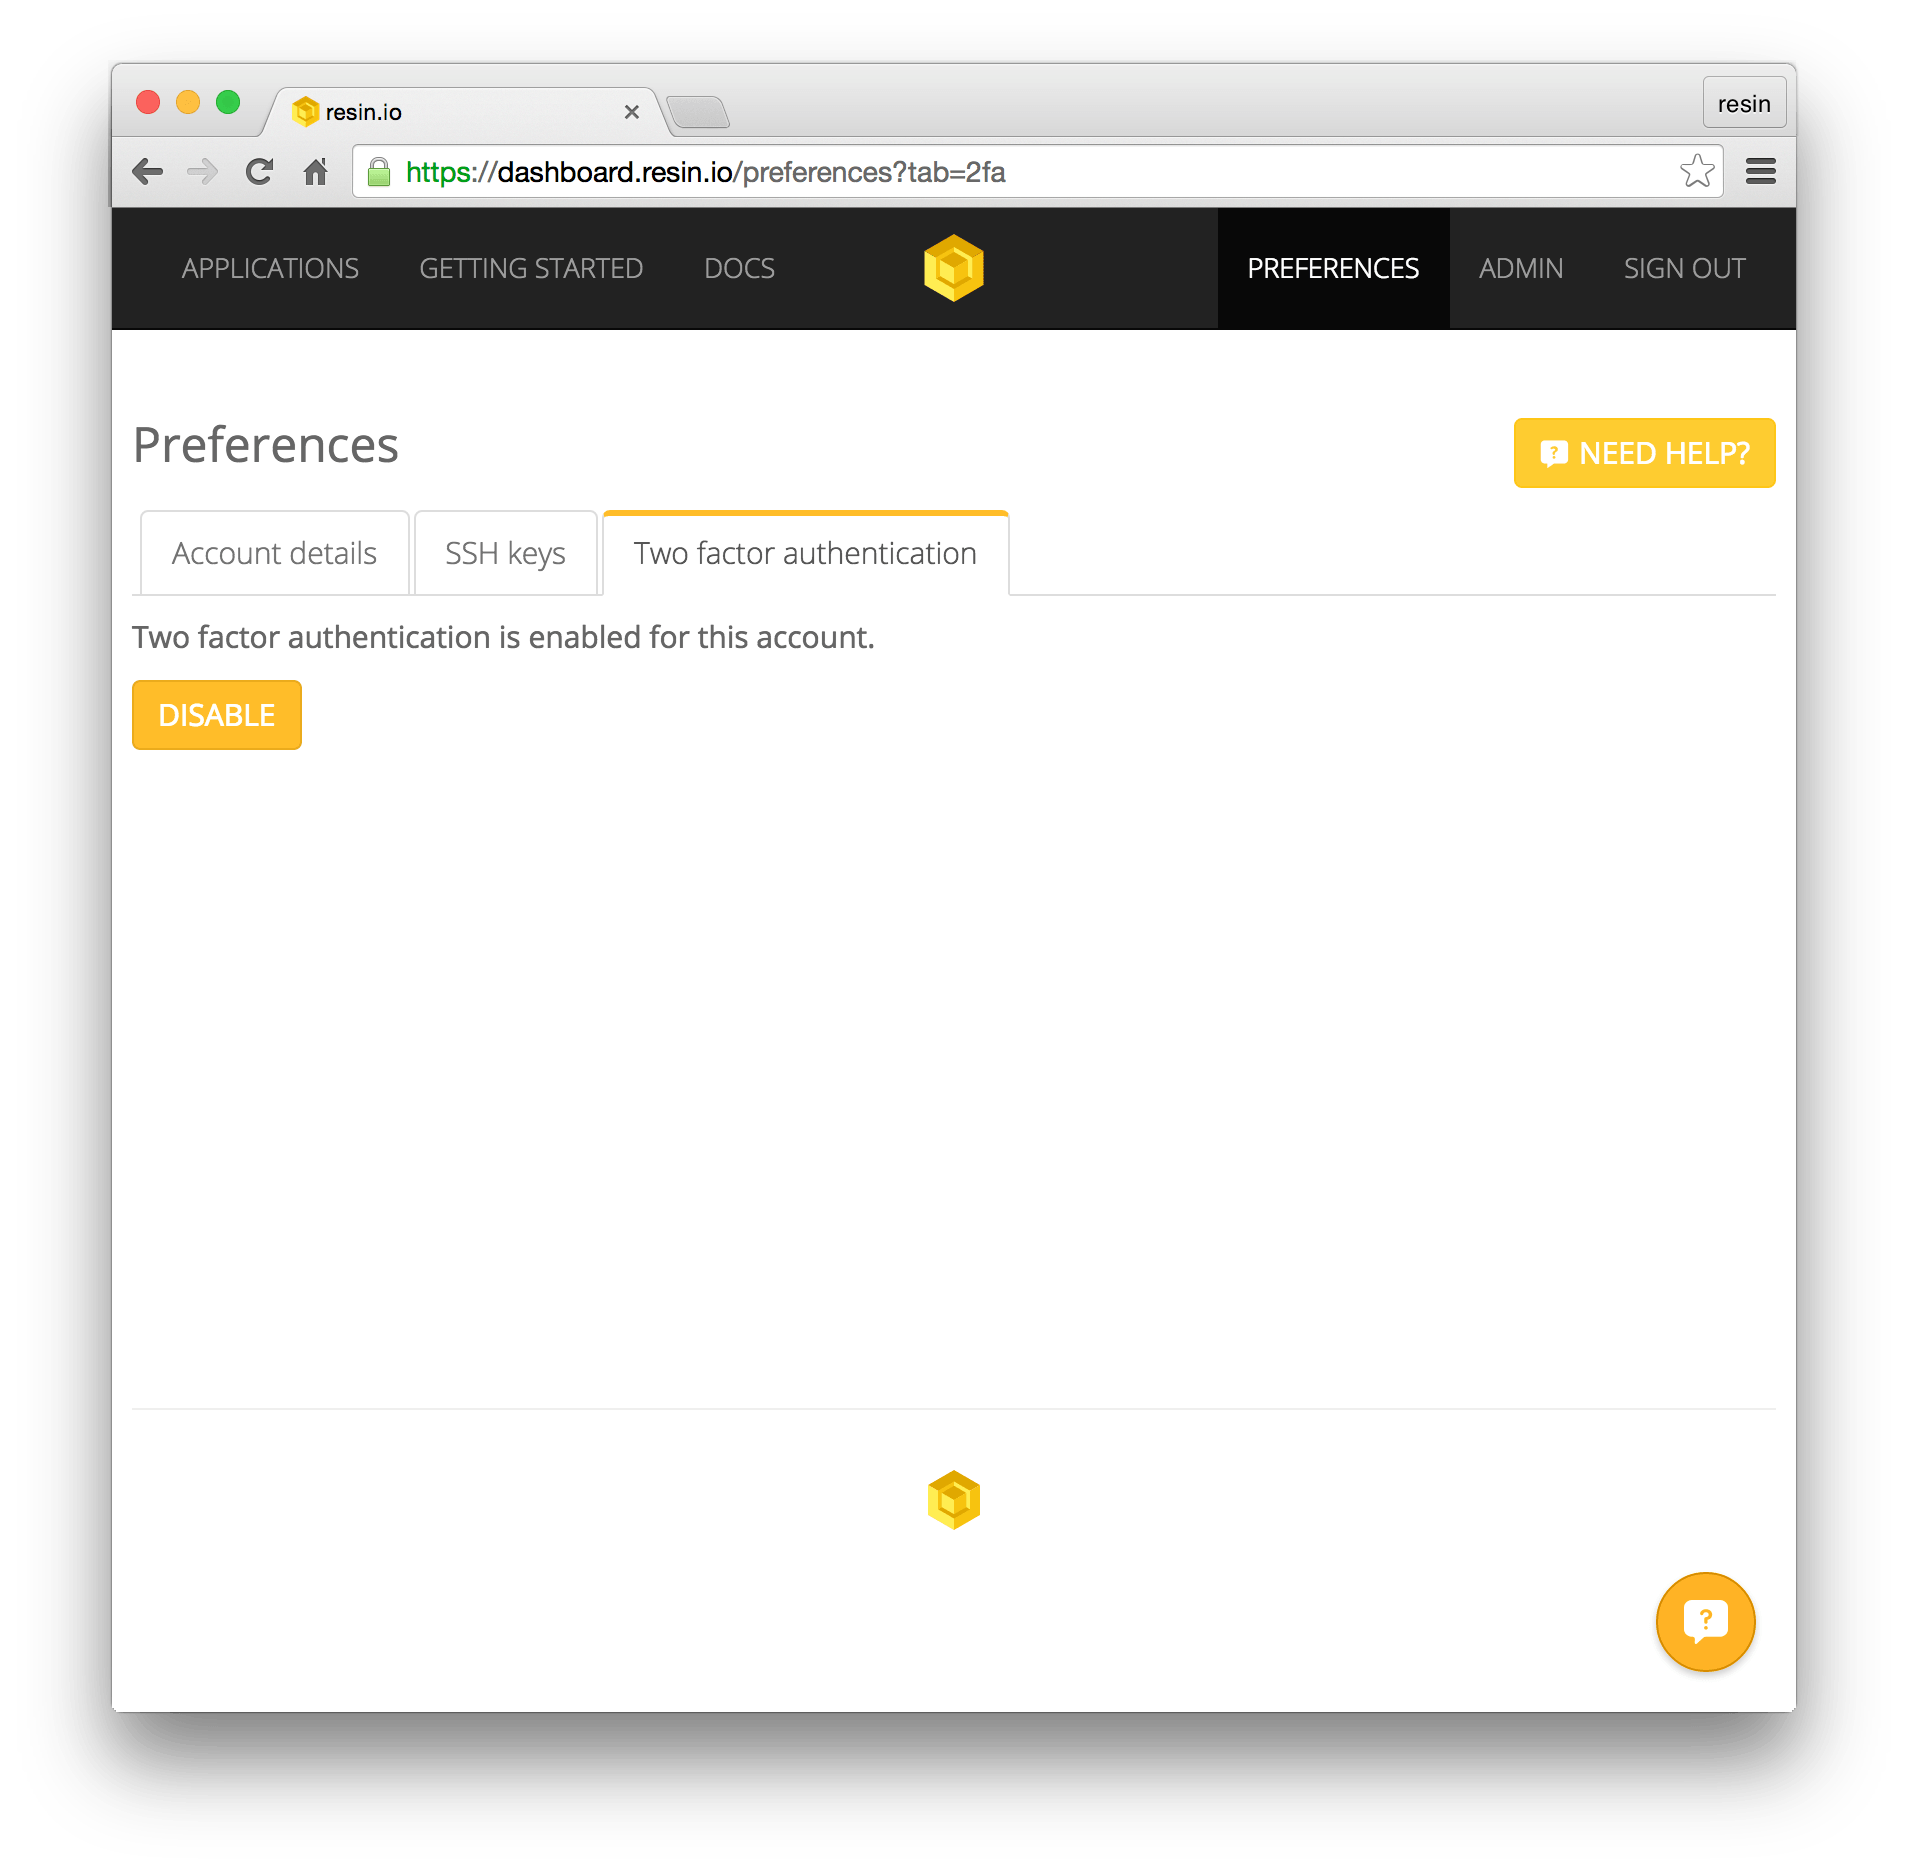 resin.io
resin
https://dashboard.resin.io/preferences?tab=2fa
APPLICATIONS GETTING STARTED DOCS PREFERENCES ADMIN SIGN OUT
Preferences
NEED HELP?
Account details SSH keys Two factor authentication
Two factor authentication is enabled for this account.
DISABLE